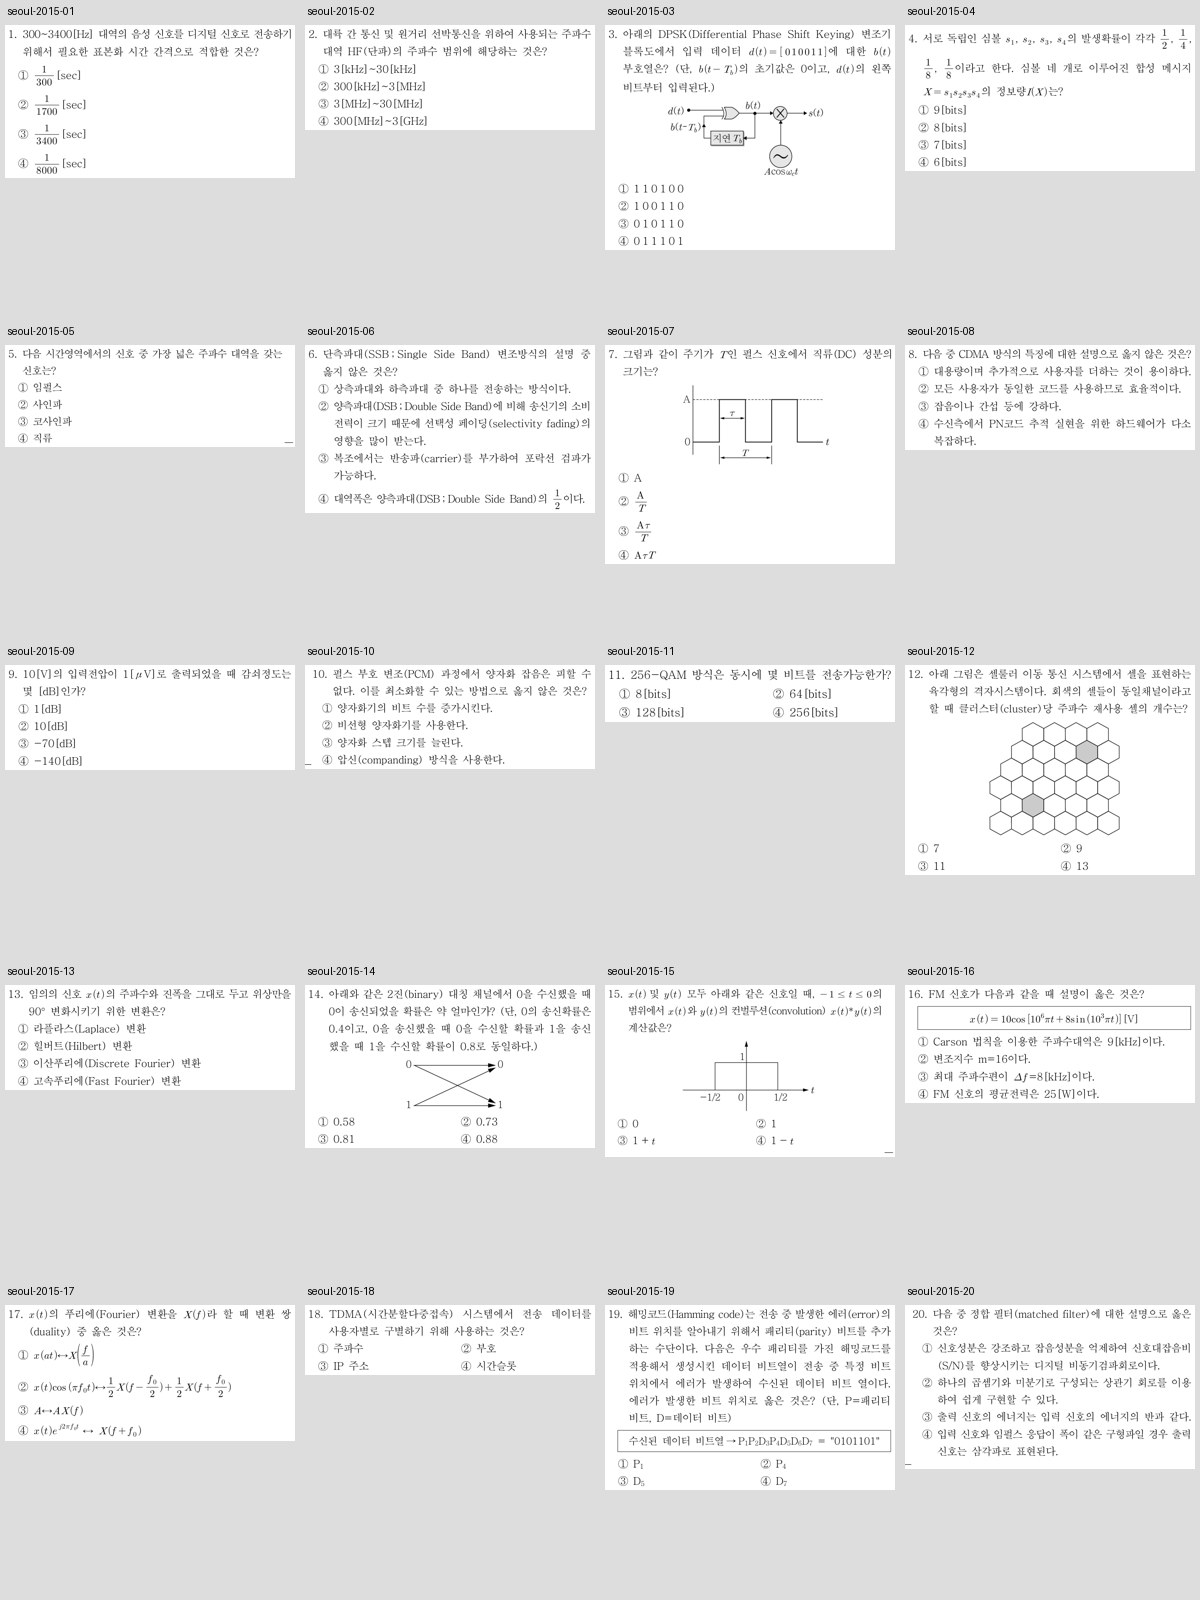 seoul-2015-01
1. 300~3400[Hz] 대역의 음성 신호를 디지털 신호로 전송하기
위해서 필요한 표본화 시간 간격으로 적합한 것은?
① 1/300 [sec]
② 1/1700 [sec]
③ 1/3400 [sec]
④ 1/8000 [sec]
seoul-2015-02
2. 대륙 간 통신 및 원거리 선박통신을 위하여 사용되는 주파수
대역 HF(단파)의 주파수 범위에 해당하는 것은?
① 3[kHz]~30[kHz]
② 300[kHz]~3[MHz]
③ 3[MHz]~30[MHz]
④ 300[MHz]~3[GHz]
seoul-2015-03
3. 아래의 DPSK(Differential Phase Shift Keying) 변조기
블록도에서 입력 데이터 d(t)=[010011]에 대한 b(t)
부호열은? (단, b(t-T_b)의 초기값은 0이고, d(t)의 왼쪽
비트부터 입력된다.)
d(t)
b(t)
s(t)
b(t-T_b)
지연 T_b
Acosω_ct
① 1 1 0 1 0 0
② 1 0 0 1 1 0
③ 0 1 0 1 1 0
④ 0 1 1 1 0 1
seoul-2015-04
4. 서로 독립인 심볼 s₁, s₂, s₃, s₄의 발생확률이 각각 1/2, 1/4,
1/8, 1/8이라고 한다. 심볼 네 개로 이루어진 합성 메시지
X=s₁s₂s₃s₄의 정보량I(X)는?
① 9[bits]
② 8[bits]
③ 7[bits]
④ 6[bits]
seoul-2015-05
5. 다음 시간영역에서의 신호 중 가장 넓은 주파수 대역을 갖는
신호는?
① 임펄스
② 사인파
③ 코사인파
④ 직류
seoul-2015-06
6. 단측파대(SSB ; Single Side Band) 변조방식의 설명 중
옳지 않은 것은?
① 상측파대와 하측파대 중 하나를 전송하는 방식이다.
② 양측파대(DSB ; Double Side Band)에 비해 송신기의 소비
전력이 크기 때문에 선택성 페이딩(selectivity fading)의
영향을 많이 받는다.
③ 복조에서는 반송파(carrier)를 부가하여 포락선 검파가
가능하다.
④ 대역폭은 양측파대(DSB ; Double Side Band)의 1/2이다.
seoul-2015-07
7. 그림과 같이 주기가 T인 펄스 신호에서 직류(DC) 성분의
크기는?
A
τ
0
t
T
① A
② A/T
③ Aτ/T
④ AτT
seoul-2015-08
8. 다음 중 CDMA 방식의 특징에 대한 설명으로 옳지 않은 것은?
① 대용량이며 추가적으로 사용자를 더하는 것이 용이하다.
② 모든 사용자가 동일한 코드를 사용하므로 효율적이다.
③ 잡음이나 간섭 등에 강하다.
④ 수신측에서 PN코드 추적 실현을 위한 하드웨어가 다소
복잡하다.
seoul-2015-09
9. 10[V]의 입력전압이 1[μV]로 출력되었을 때 감쇠정도는
몇 [dB]인가?
① 1[dB]
② 10[dB]
③ -70[dB]
④ -140[dB]
seoul-2015-10
10. 펄스 부호 변조(PCM) 과정에서 양자화 잡음은 피할 수
없다. 이를 최소화할 수 있는 방법으로 옳지 않은 것은?
① 양자화기의 비트 수를 증가시킨다.
② 비선형 양자화기를 사용한다.
③ 양자화 스텝 크기를 늘린다.
④ 압신(companding) 방식을 사용한다.
seoul-2015-11
11. 256-QAM 방식은 동시에 몇 비트를 전송가능한가?
① 8[bits] ② 64[bits]
③ 128[bits] ④ 256[bits]
seoul-2015-12
12. 아래 그림은 셀룰러 이동 통신 시스템에서 셀을 표현하는
육각형의 격자시스템이다. 회색의 셀들이 동일채널이라고
할 때 클러스터(cluster)당 주파수 재사용 셀의 개수는?
① 7 ② 9
③ 11 ④ 13
seoul-2015-13
13. 임의의 신호 x(t)의 주파수와 진폭을 그대로 두고 위상만을
90° 변화시키기 위한 변환은?
① 라플라스(Laplace) 변환
② 힐버트(Hilbert) 변환
③ 이산푸리에(Discrete Fourier) 변환
④ 고속푸리에(Fast Fourier) 변환
seoul-2015-14
14. 아래와 같은 2진(binary) 대칭 채널에서 0을 수신했을 때
0이 송신되었을 확률은 약 얼마인가? (단, 0의 송신확률은
0.4이고, 0을 송신했을 때 0을 수신할 확률과 1을 송신
했을 때 1을 수신할 확률이 0.8로 동일하다.)
0 0
1 1
① 0.58 ② 0.73
③ 0.81 ④ 0.88
seoul-2015-15
15. x(t) 및 y(t) 모두 아래와 같은 신호일 때, -1 ≤ t ≤ 0의
범위에서 x(t)와 y(t)의 컨벌루션(convolution) x(t)*y(t)의
계산값은?
1
t
-1/2 0 1/2
① 0 ② 1
③ 1 + t ④ 1 - t
seoul-2015-16
16. FM 신호가 다음과 같을 때 설명이 옳은 것은?
x(t) = 10cos[10⁶πt + 8sin(10³πt)] [V]
① Carson 법칙을 이용한 주파수대역은 9[kHz]이다.
② 변조지수 m=16이다.
③ 최대 주파수편이 Δf=8[kHz]이다.
④ FM 신호의 평균전력은 25[W]이다.
seoul-2015-17
17. x(t)의 푸리에(Fourier) 변환을 X(f)라 할 때 변환 쌍
(duality) 중 옳은 것은?
① x(at)↔X(f/a)
② x(t)cos(πf₀t)↔1/2 X(f-f₀/2)+1/2 X(f+f₀/2)
③ A↔AX(f)
④ x(t)e^{j2πf₀t} ↔ X(f+f₀)
seoul-2015-18
18. TDMA(시간분할다중접속) 시스템에서 전송 데이터를
사용자별로 구별하기 위해 사용하는 것은?
① 주파수 ② 부호
③ IP 주소 ④ 시간슬롯
seoul-2015-19
19. 해밍코드(Hamming code)는 전송 중 발생한 에러(error)의
비트 위치를 알아내기 위해서 패리티(parity) 비트를 추가
하는 수단이다. 다음은 우수 패리티를 가진 해밍코드를
적용해서 생성시킨 데이터 비트열이 전송 중 특정 비트
위치에서 에러가 발생하여 수신된 데이터 비트 열이다.
에러가 발생한 비트 위치로 옳은 것은? (단, P=패리티
비트, D=데이터 비트)
수신된 데이터 비트열→P₁P₂D₃P₄D₅D₆D₇ = "0101101"
① P₁ ② P₄
③ D₅ ④ D₇
seoul-2015-20
20. 다음 중 정합 필터(matched filter)에 대한 설명으로 옳은
것은?
① 신호성분은 강조하고 잡음성분을 억제하여 신호대잡음비
(S/N)를 향상시키는 디지털 비동기검파회로이다.
② 하나의 곱셈기와 미분기로 구성되는 상관기 회로를 이용
하여 쉽게 구현할 수 있다.
③ 출력 신호의 에너지는 입력 신호의 에너지의 반과 같다.
④ 입력 신호와 임펄스 응답이 폭이 같은 구형파일 경우 출력
신호는 삼각파로 표현된다.